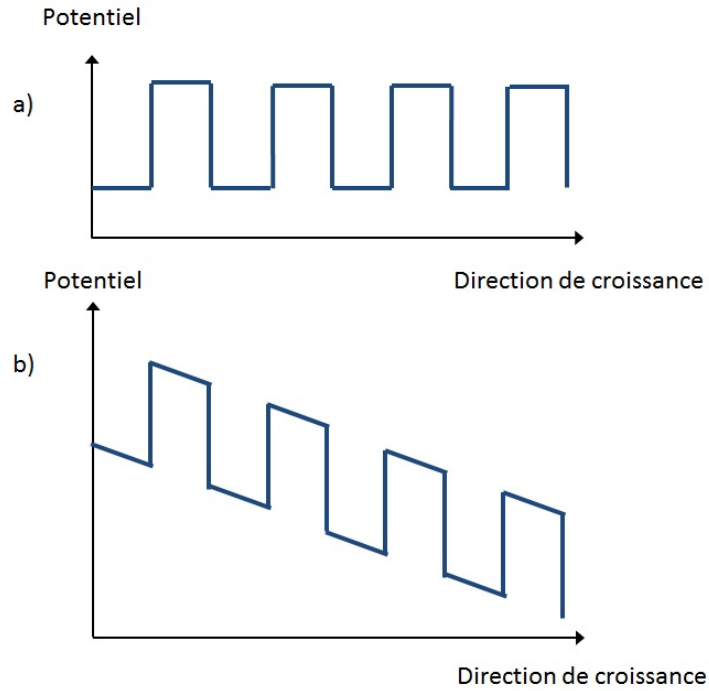 Potentiel
a)
Direction de croissance
Potentiel
b)
Direction de croissance